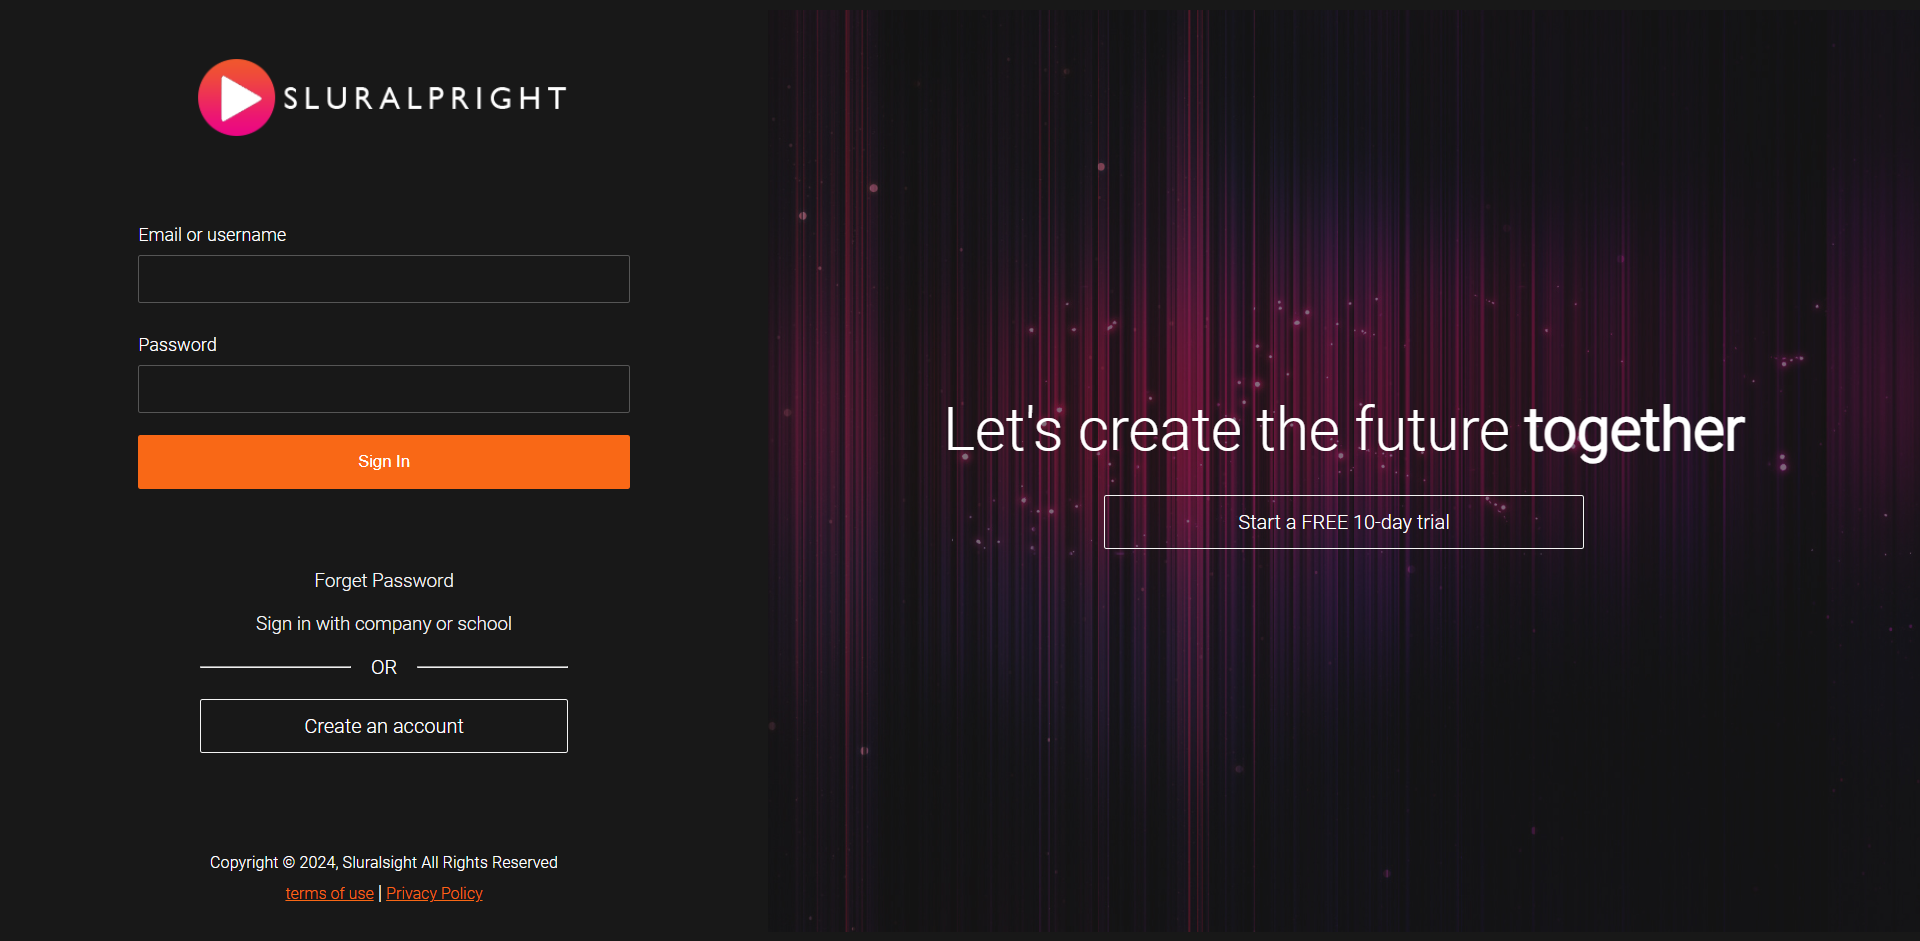 SLURALPRIGHT
Email or username
Password
Sign In
Forget Password
Sign in with company or school
OR
Create an account
Copyright © 2024, Sluralsight All Rights Reserved
terms of use | Privacy Policy
Let's create the future together
Start a FREE 10-day trial